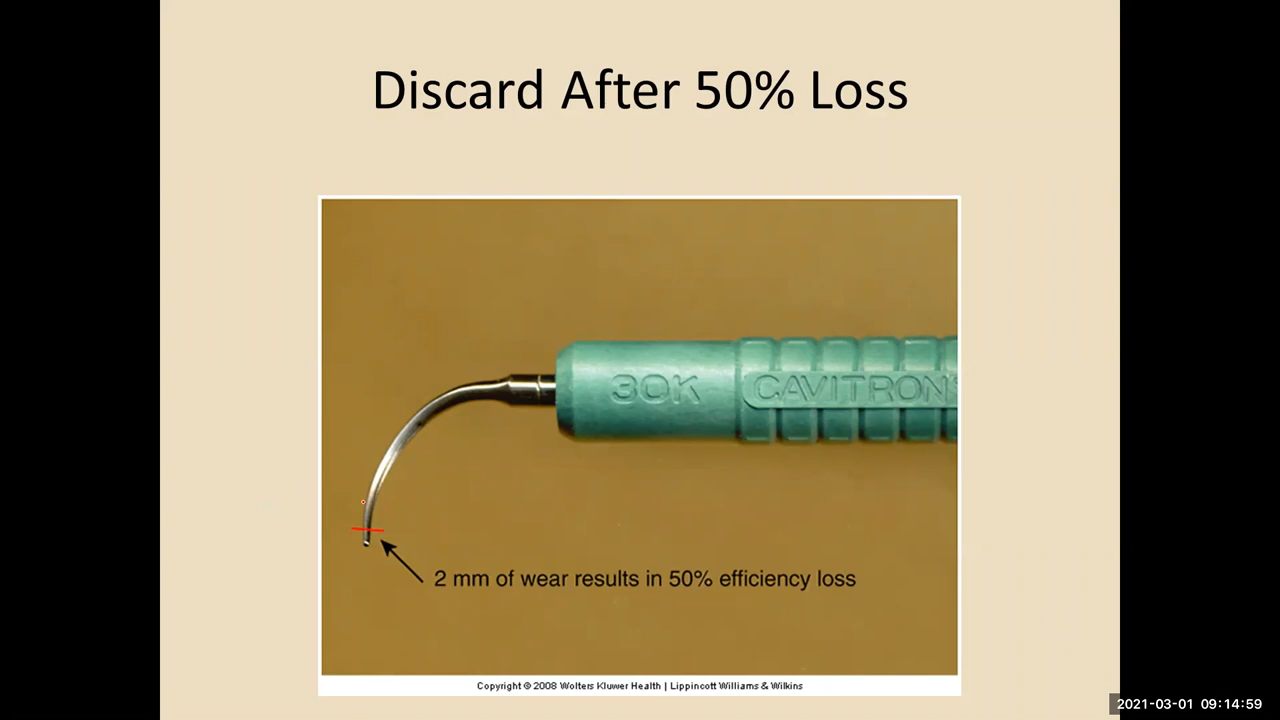 Discard After 50% Loss
30K
CAVITRON
2 mm of wear results in 50% efficiency loss
Copyright © 2008 Wolters Kluwer Health | Lippincott Williams & Wilkins
2021-03-01 09:14:59